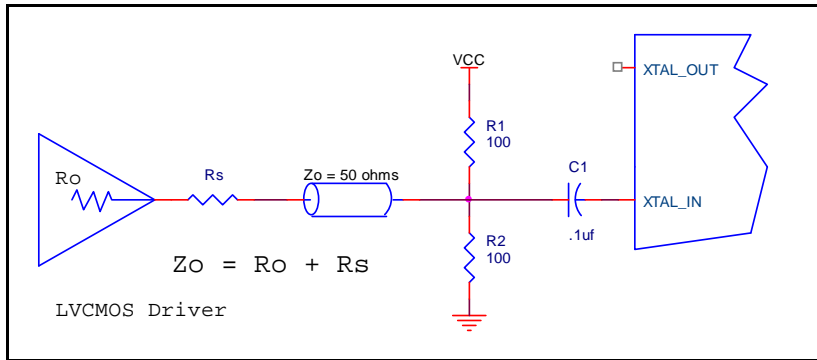 VCC
XTAL_OUT
R1
100
Ro
Rs
Zo = 50 ohms
C1
XTAL_IN
.1uf
R2
100
Zo = Ro + Rs
LVCMOS Driver